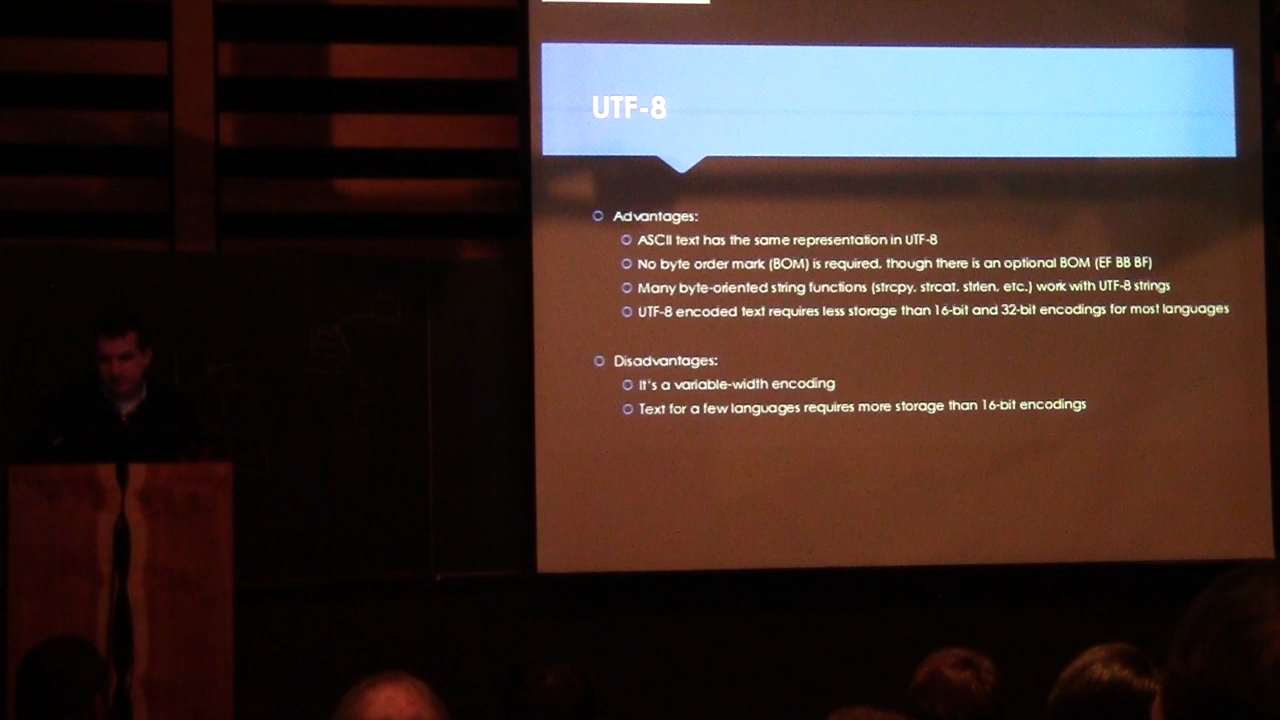 UTF-8
Advantages:
ASCII text has the same representation in UTF-8
No byte order mark (BOM) is required, though there is an optional BOM (EF BB BF)
Many byte-oriented string functions (strcpy, strcat, strlen, etc.) work with UTF-8 strings
UTF-8 encoded text requires less storage than 16-bit and 32-bit encodings for most languages
Disadvantages:
It's a variable-width encoding
Text for a few languages requires more storage than 16-bit encodings